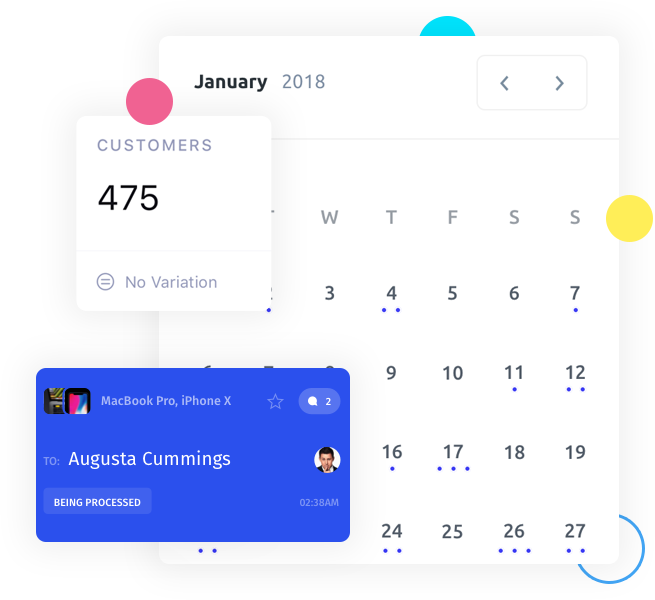 January 2018
CUSTOMERS
475
No Variation
W T F S S
3 4 5 6 7
9 10 11 12
16 17 18 19
24 25 26 27
MacBook Pro, iPhone X
2
TO: Augusta Cummings
BEING PROCESSED
02:38AM